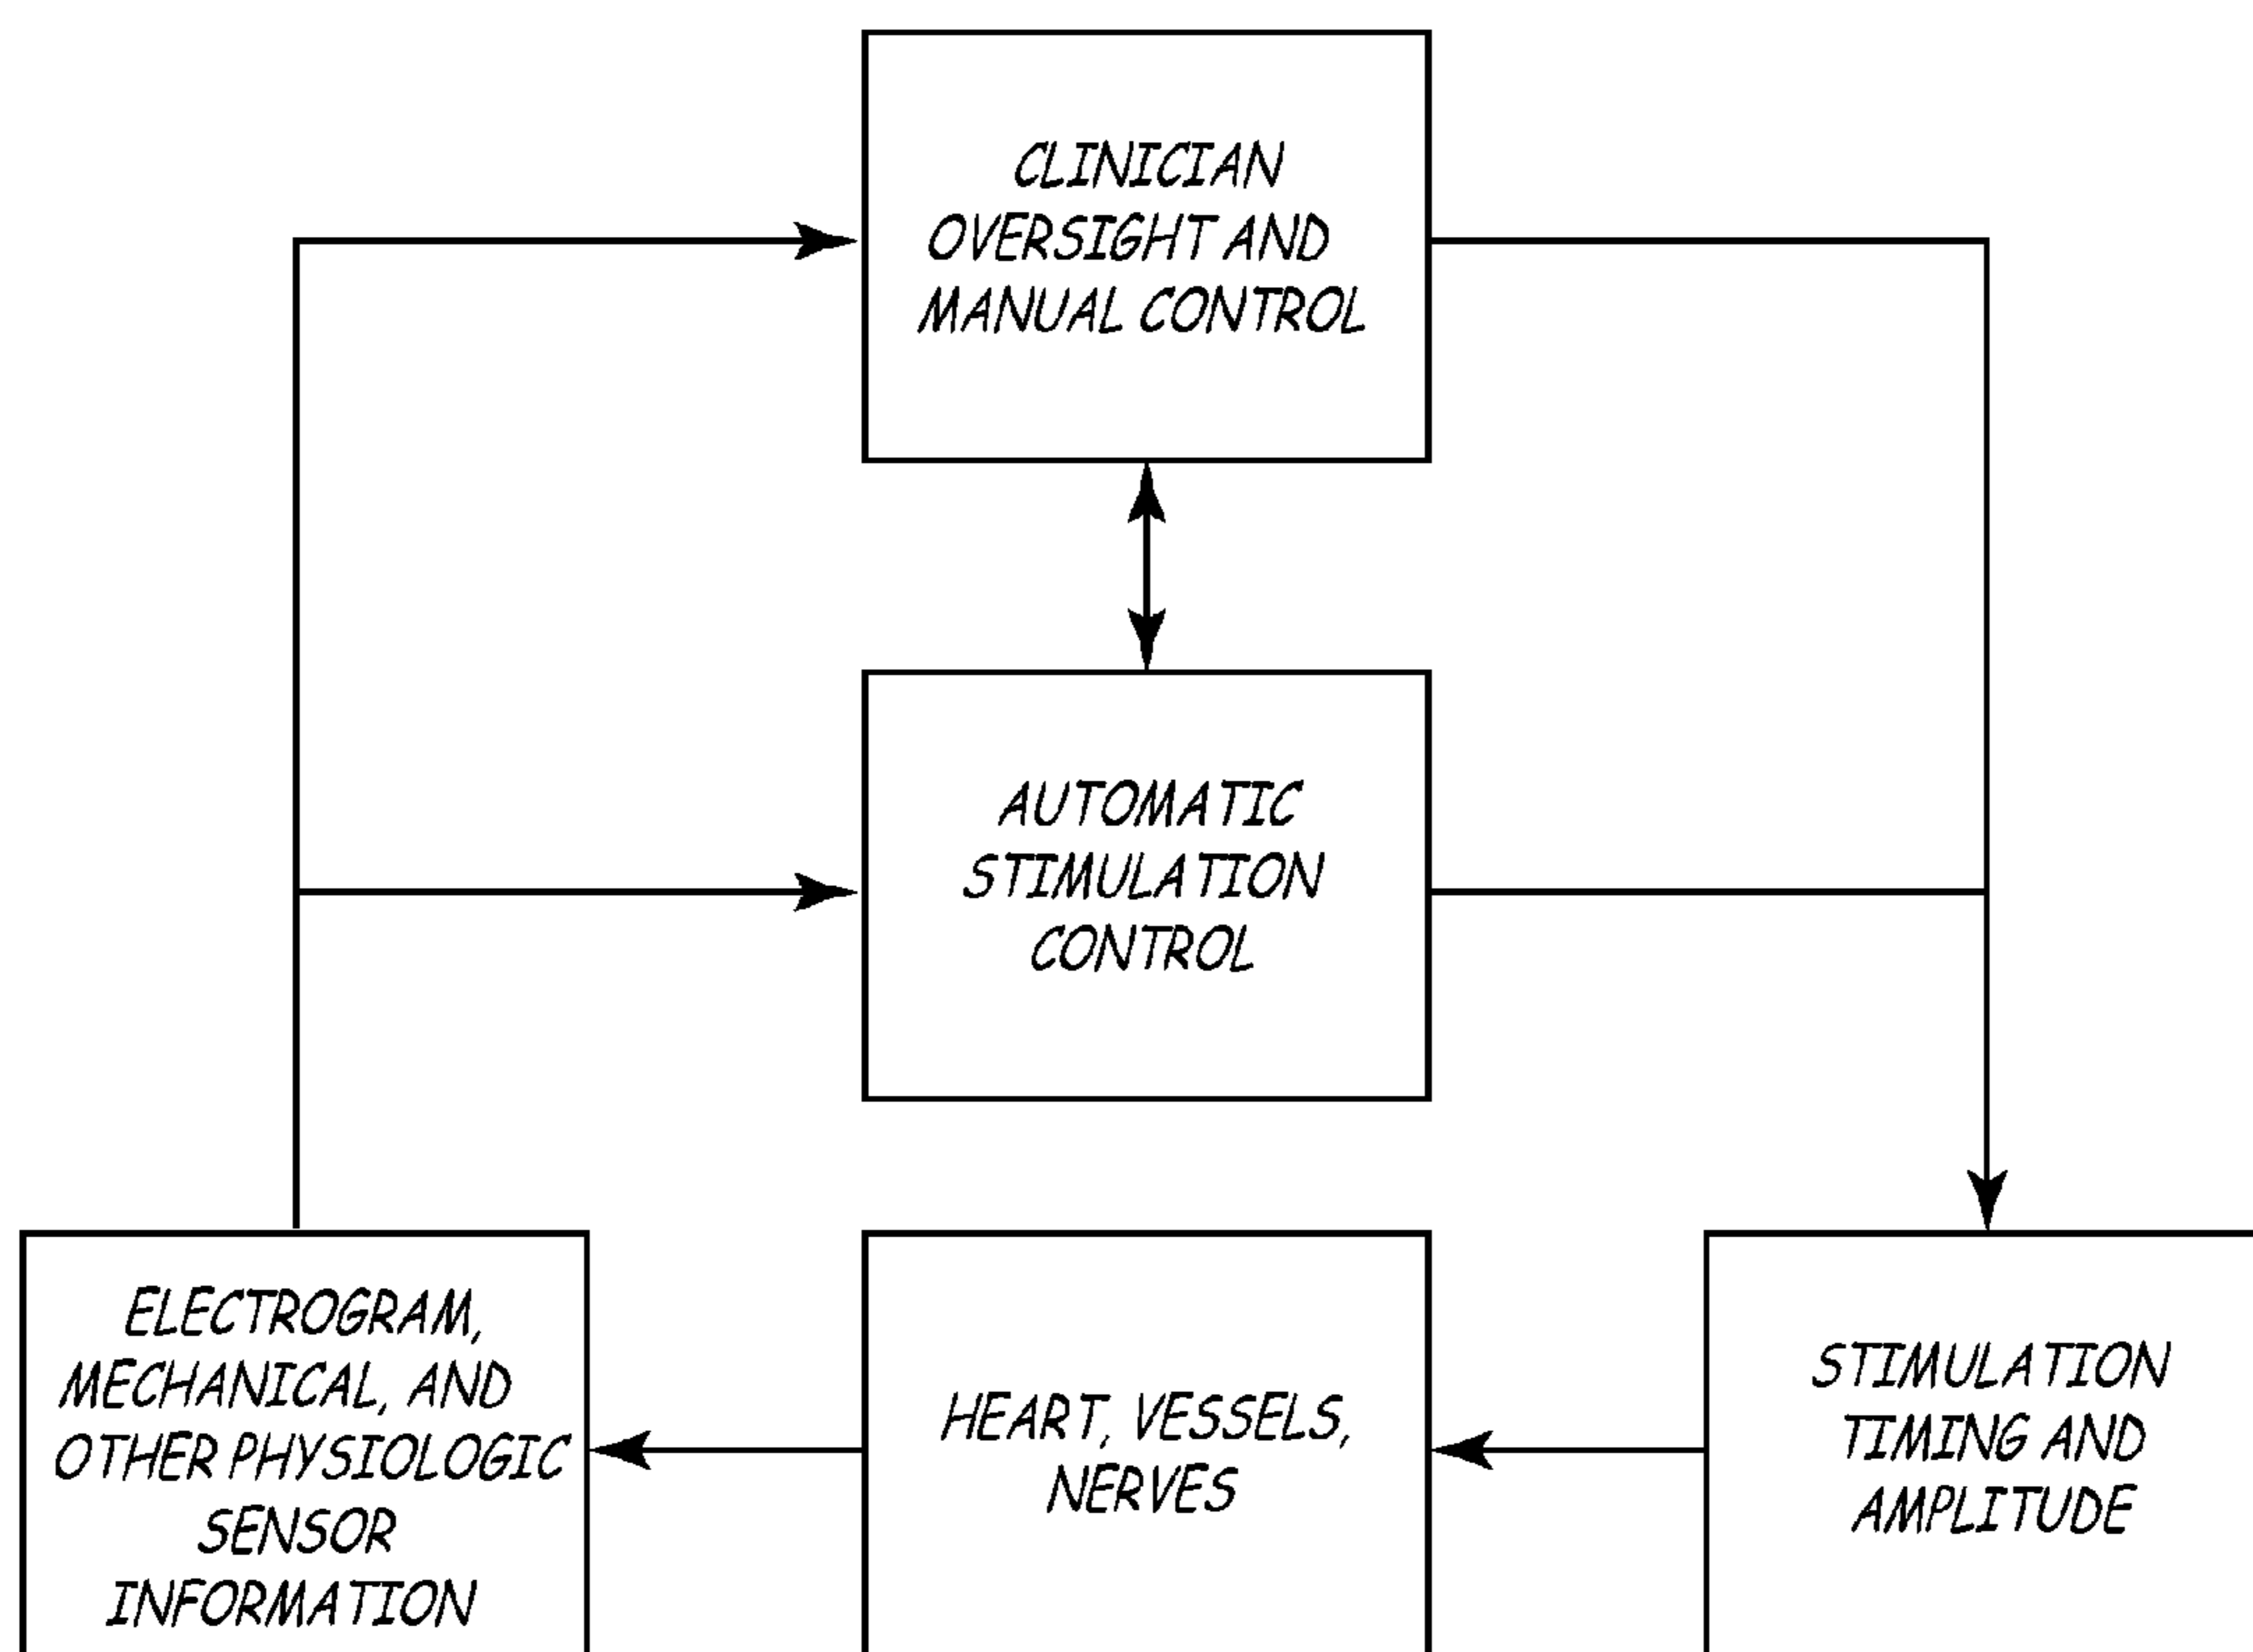 CLINICIAN
OVERSIGHT AND
MANUAL CONTROL
AUTOMATIC
STIMULATION
CONTROL
ELECTROGRAM,
MECHANICAL, AND
OTHER PHYSIOLOGIC
SENSOR
INFORMATION
HEART, VESSELS,
NERVES
STIMULATION
TIMING AND
AMPLITUDE